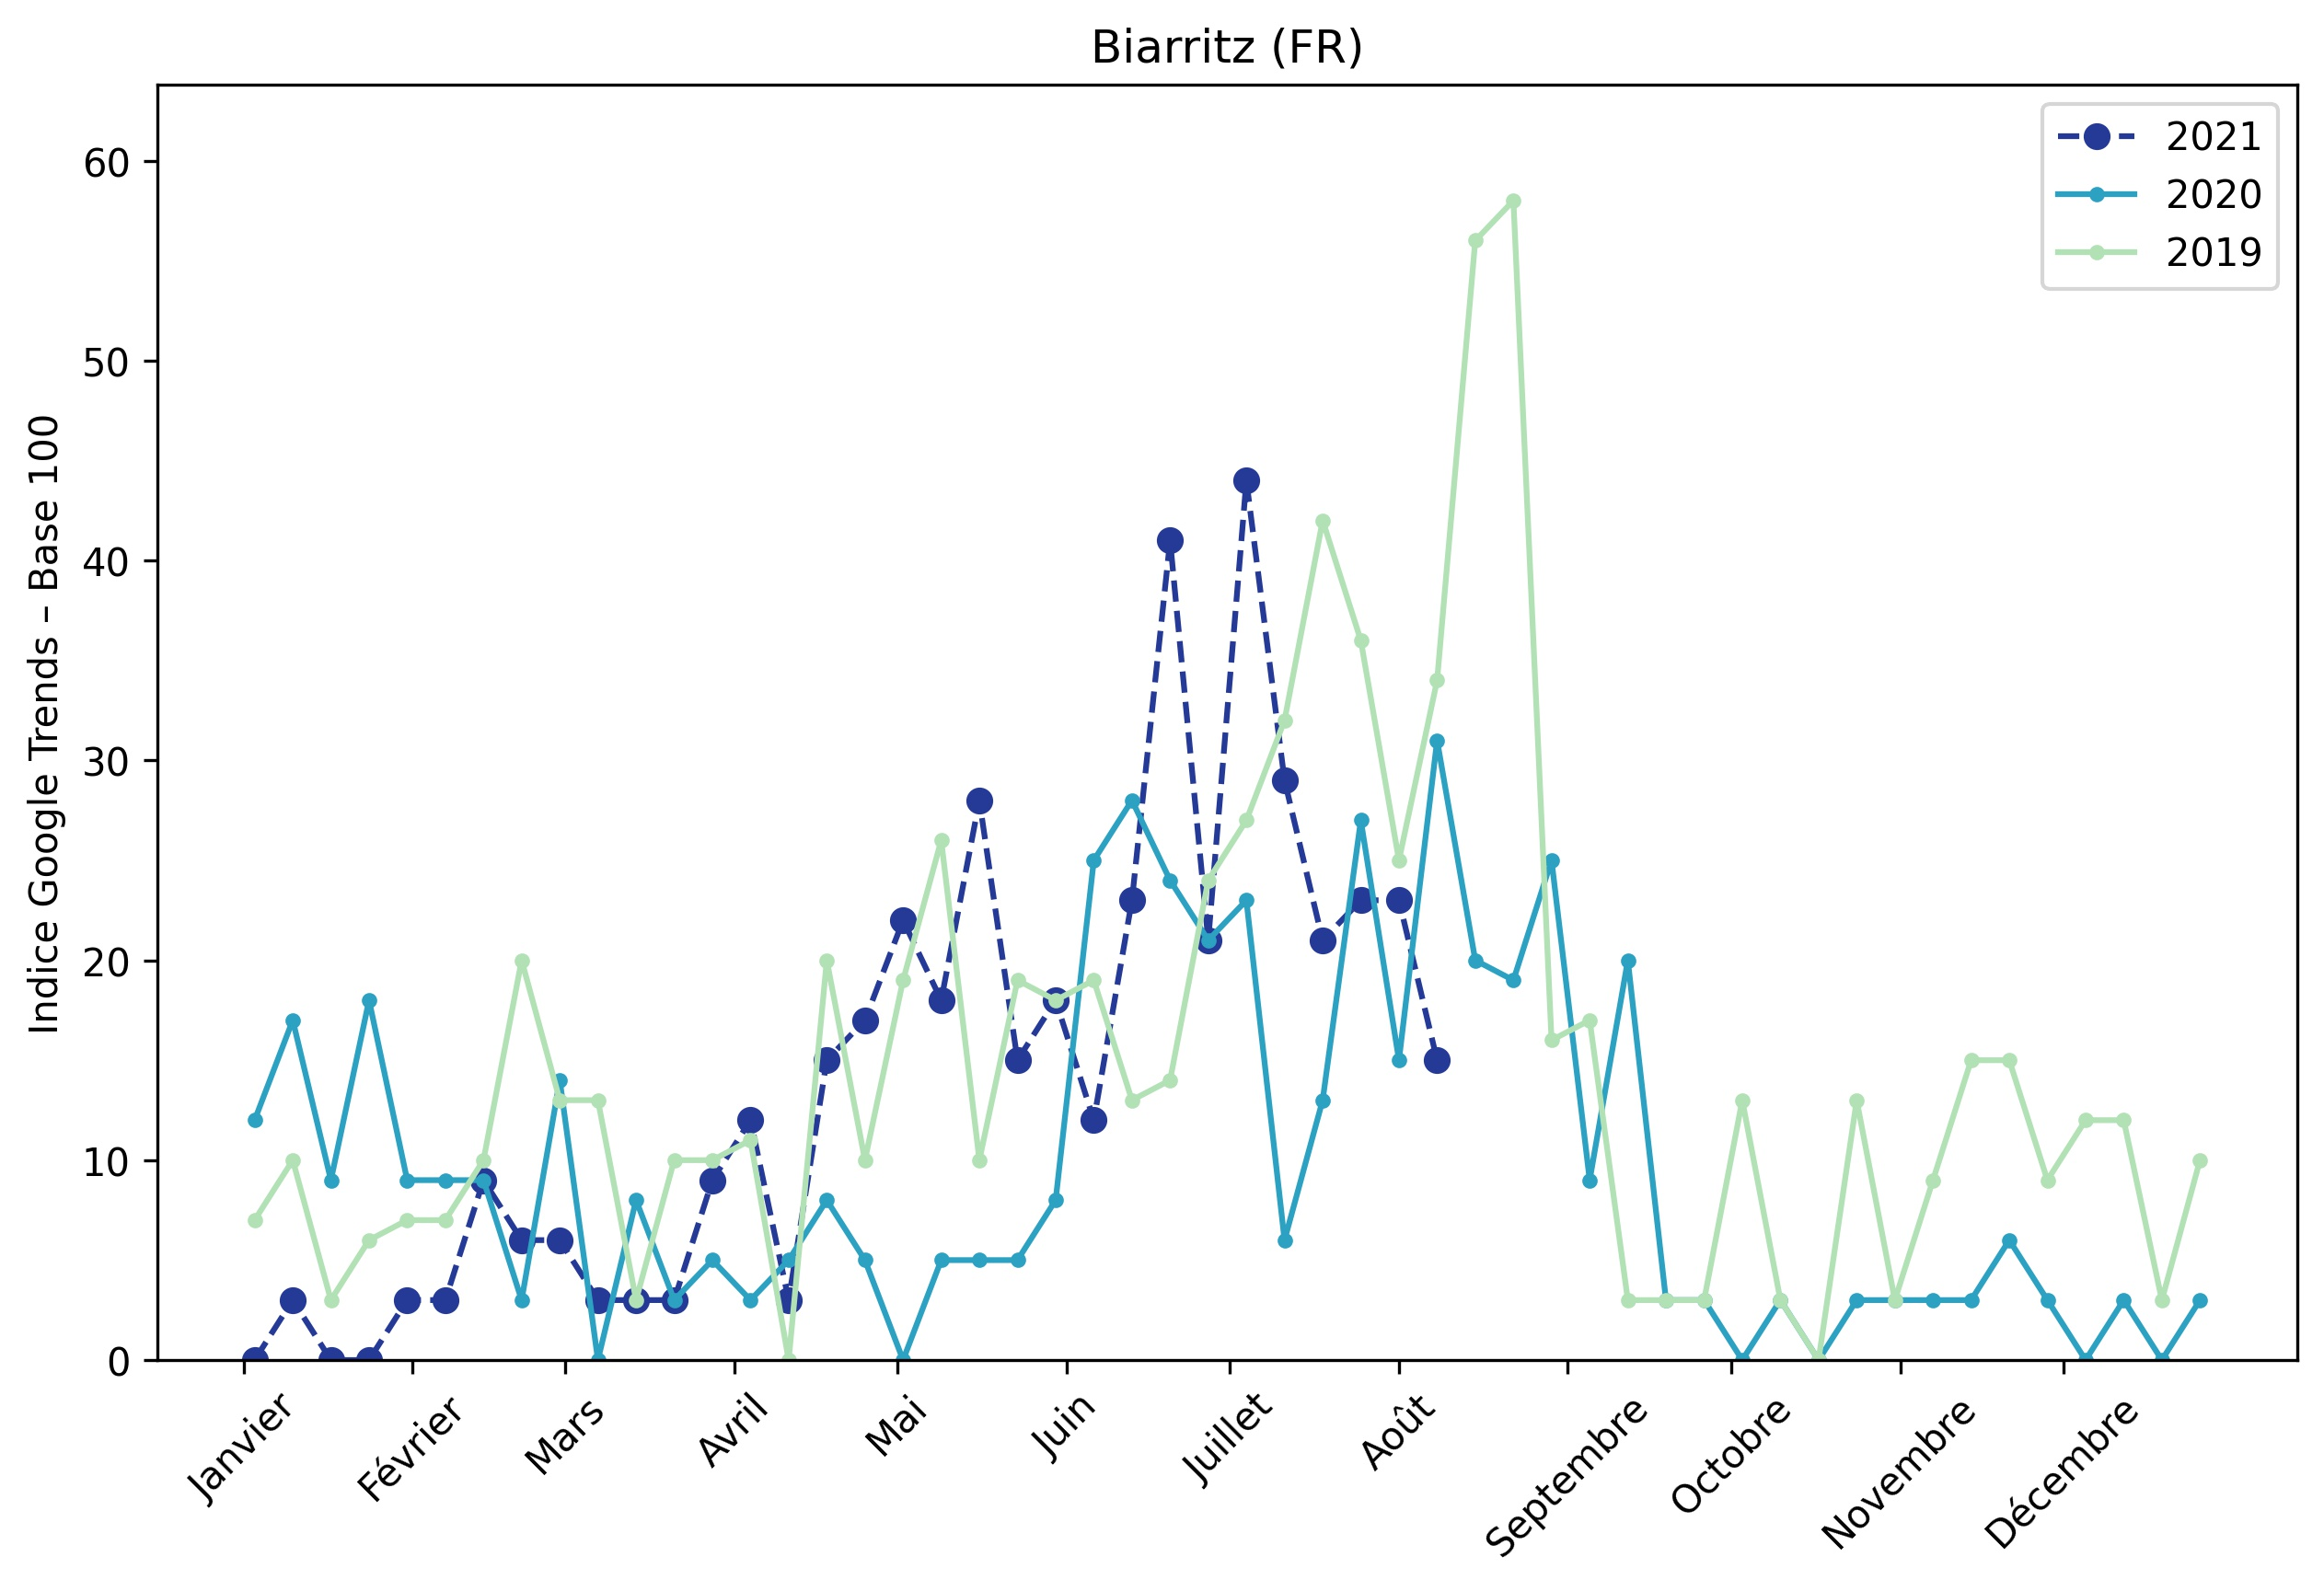 Biarritz (FR)
Indice Google Trends – Base 100
60
50
40
30
20
10
0
2021
2020
2019
Janvier
Février
Mars
Avril
Mai
Juin
Juillet
Août
Septembre
Octobre
Novembre
Décembre